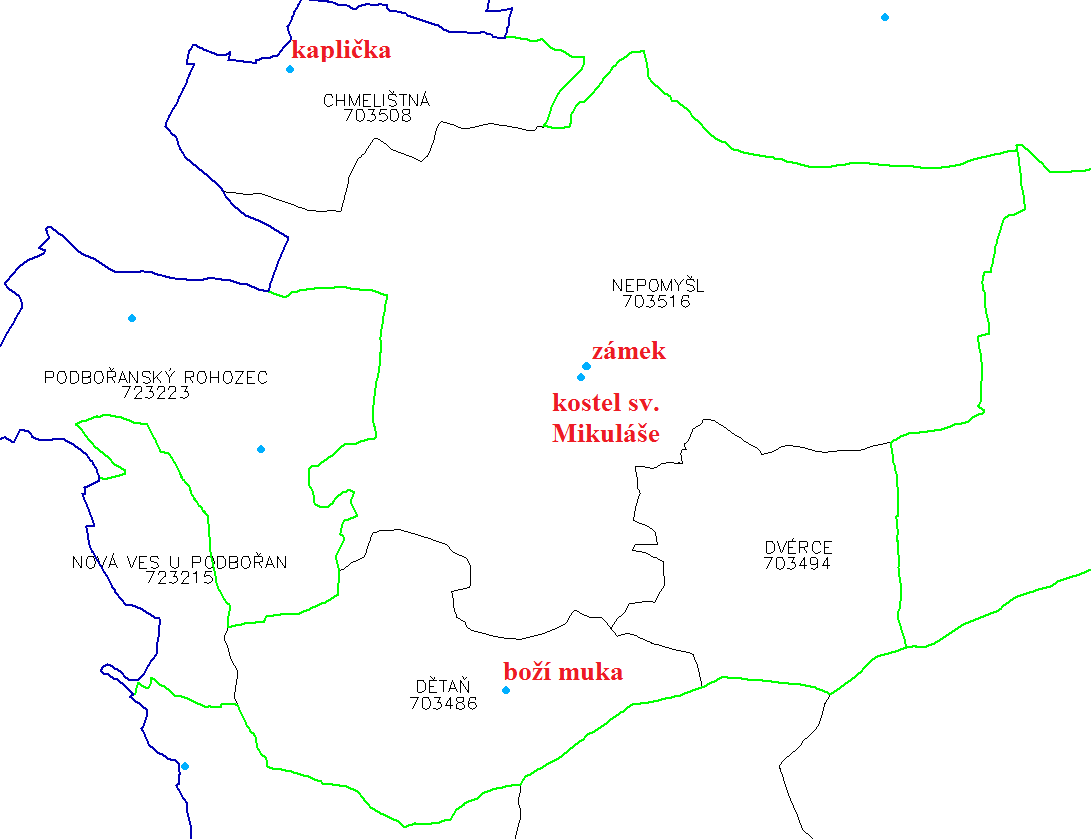 kaplička
CHMELIŠTNÁ
703508
NEPOMYŠL
703516
zámek
kostel sv.
Mikuláše
PODBOŘANSKÝ ROHOZEC
723223
NOVÁ VES U PODBOŘAN
723215
DVÉRCE
703494
boží muka
DĚTAŇ
703486